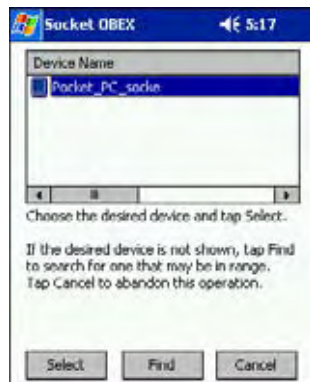 Socket OBEX 5:17
Device Name
Pocket_PC_socke
Choose the desired device and tap Select.
If the desired device is not shown, tap Find
to search for one that may be in range.
Tap Cancel to abandon this operation.
Select Find Cancel